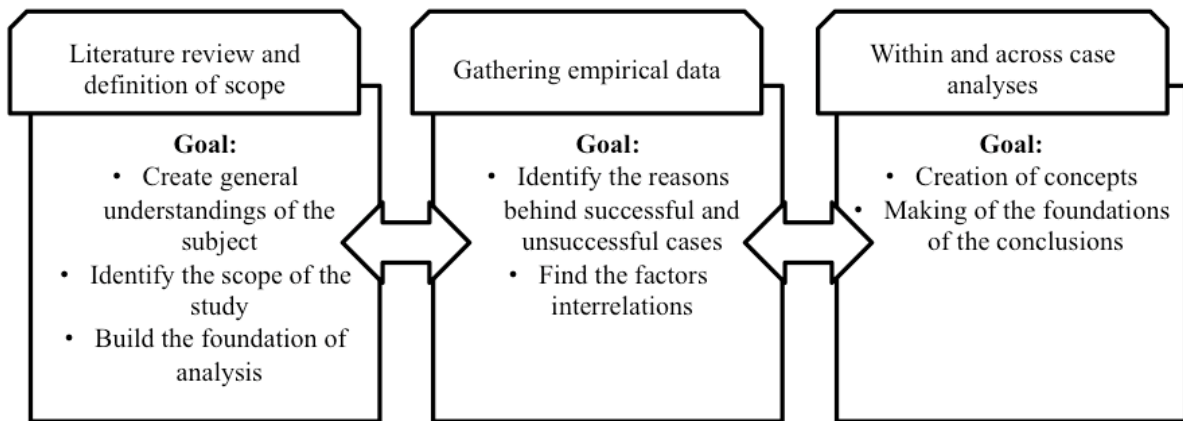 Literature review and
definition of scope
Goal:
• Create general
understandings of the
subject
• Identify the scope of the
study
• Build the foundation of
analysis
Gathering empirical data
Goal:
• Identify the reasons
behind successful and
unsuccessful cases
• Find the factors
interrelations
Within and across case
analyses
Goal:
• Creation of concepts
• Making of the foundations
of the conclusions